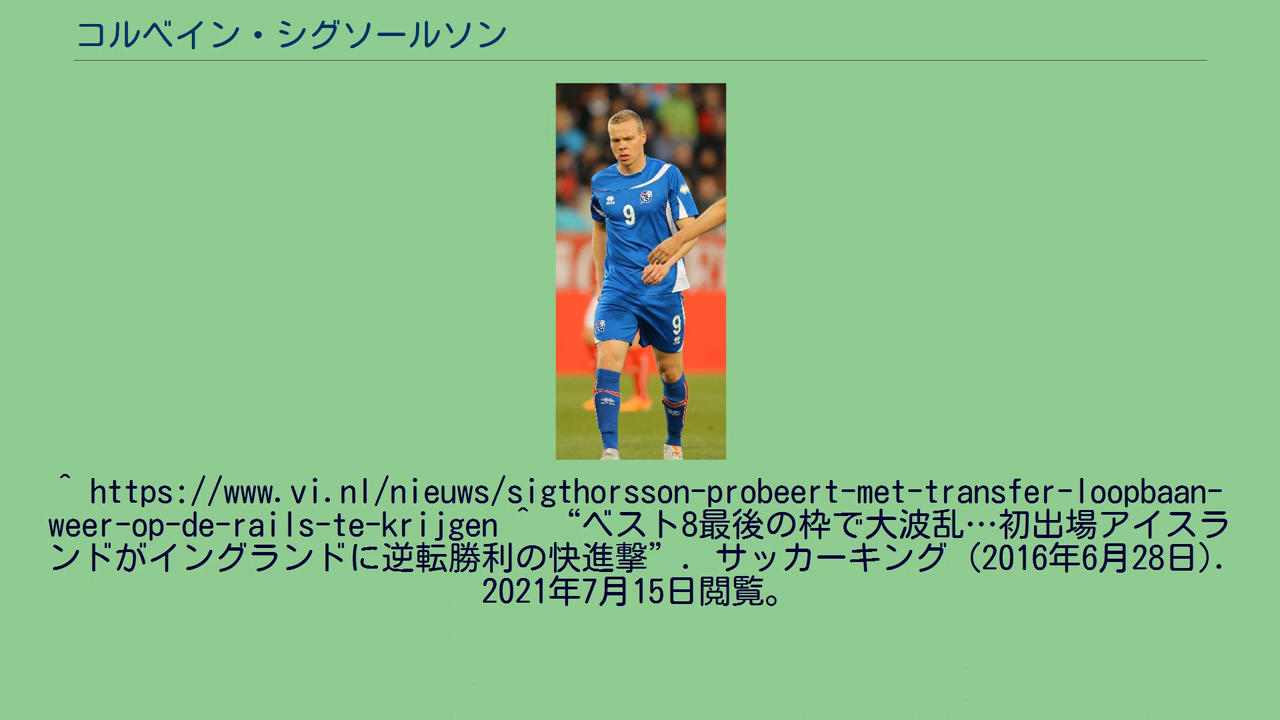 コルベイン・シグソールソン
9
9
^ https://www.vi.nl/nieuws/sigthorsson-probeert-met-transfer-loopbaan-
weer-op-de-rails-te-krijgen ^ “ベスト8最後の枠で大波乱…初出場アイスラ
ンドがイングランドに逆転勝利の快進撃”. サッカーキング (2016年6月28日).
2021年7月15日閲覧。